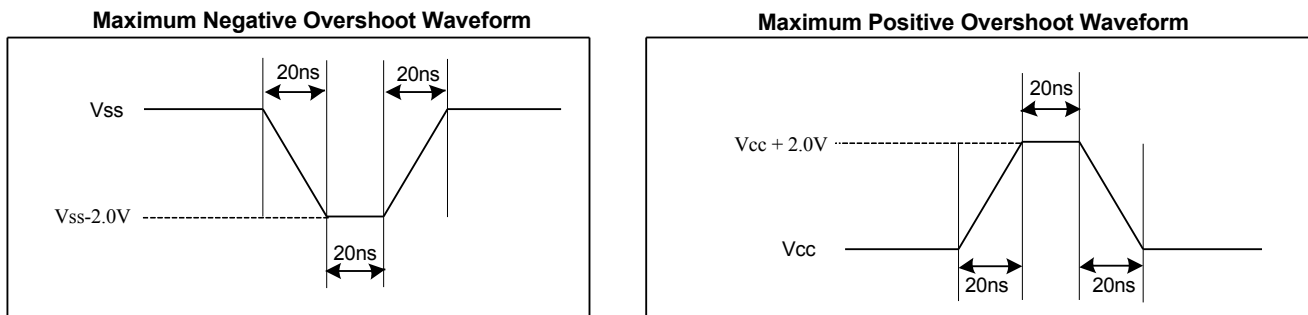 Maximum Negative Overshoot Waveform
20ns
20ns
Vss
Vss-2.0V
20ns
Maximum Positive Overshoot Waveform
20ns
Vcc + 2.0V
Vcc
20ns
20ns